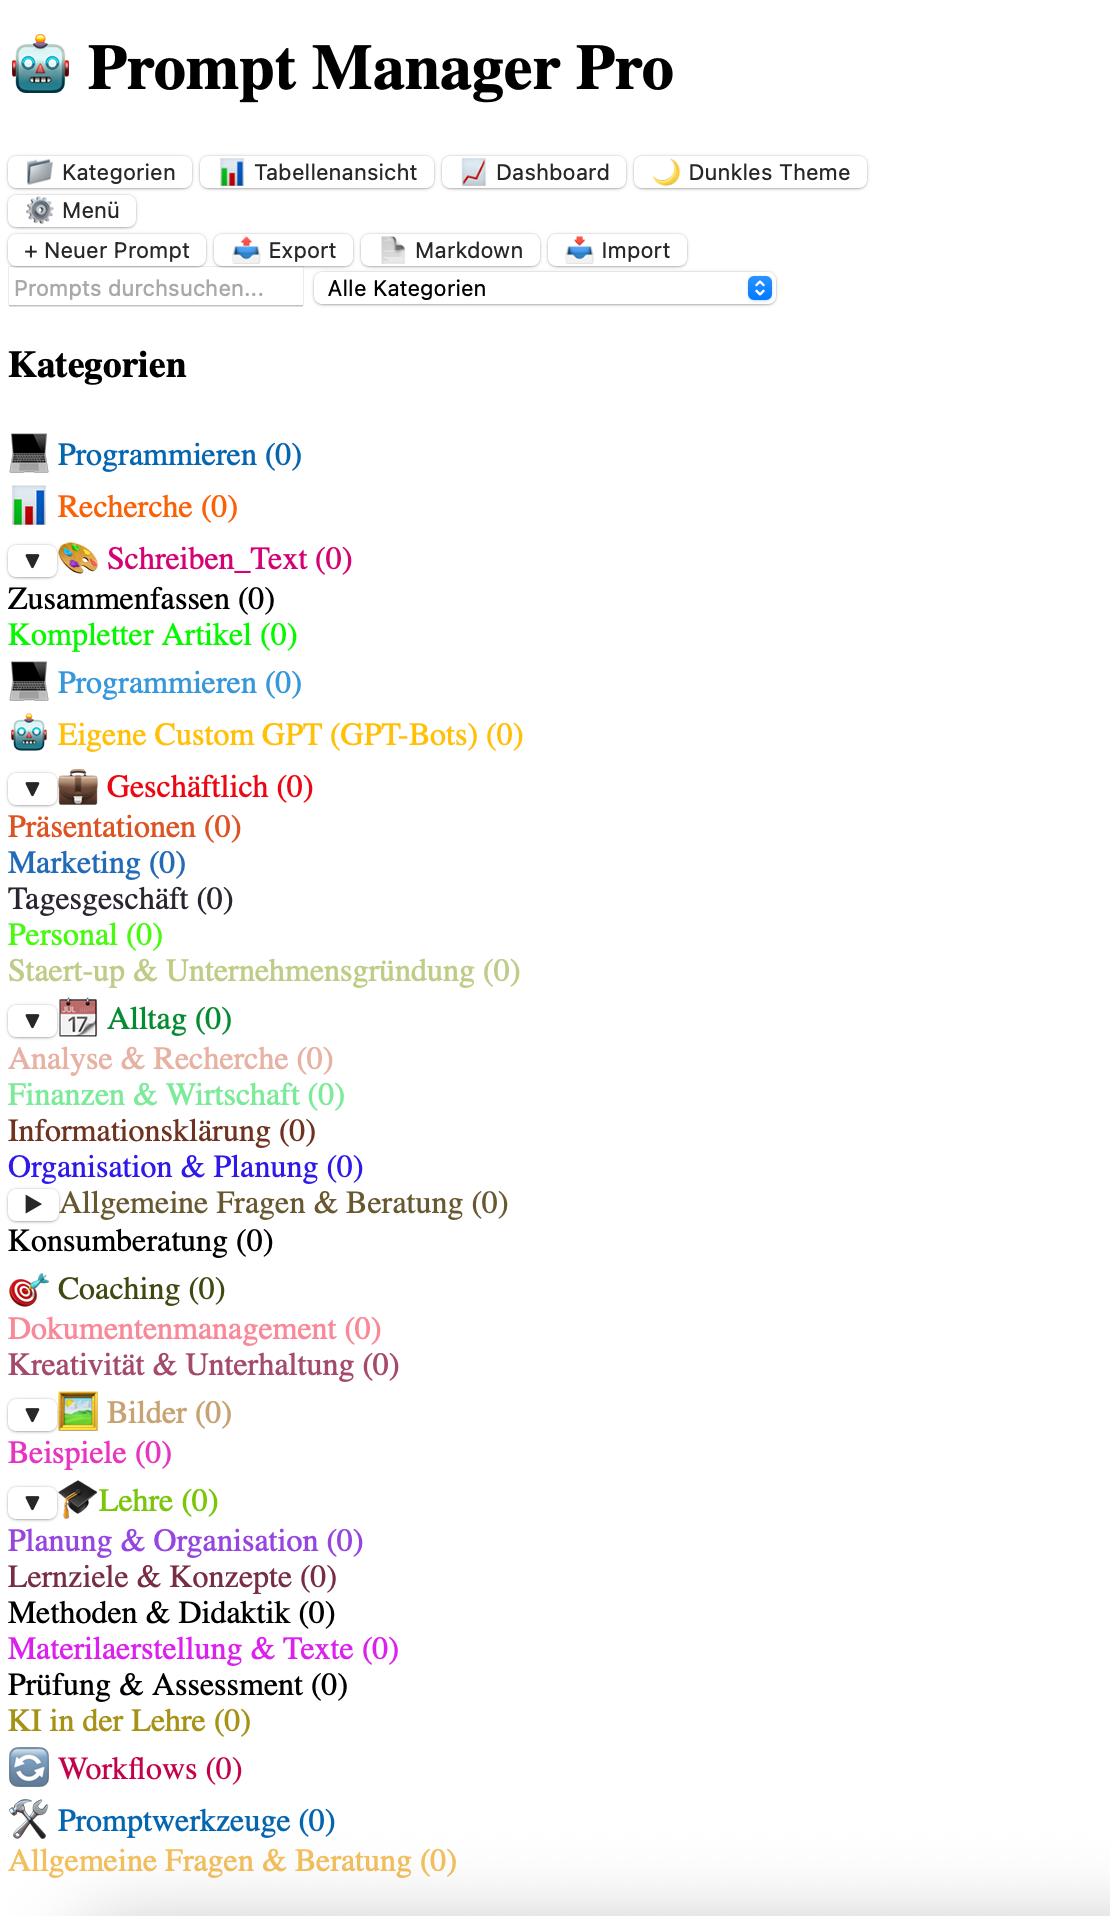 Prompt Manager Pro
Kategorien Tabellenansicht Dashboard Dunkles Theme
Menü
+ Neuer Prompt Export Markdown Import
Prompts durchsuchen... Alle Kategorien
Kategorien
Programmieren (0)
Recherche (0)
▼ Schreiben_Text (0)
Zusammenfassen (0)
Kompletter Artikel (0)
Programmieren (0)
Eigene Custom GPT (GPT-Bots) (0)
▼ Geschäftlich (0)
Präsentationen (0)
Marketing (0)
Tagesgeschäft (0)
Personal (0)
Staert-up & Unternehmensgründung (0)
▼ JUL 17 Alltag (0)
Analyse & Recherche (0)
Finanzen & Wirtschaft (0)
Informationsklärung (0)
Organisation & Planung (0)
▶ Allgemeine Fragen & Beratung (0)
Konsumberatung (0)
Coaching (0)
Dokumentenmanagement (0)
Kreativität & Unterhaltung (0)
▼ Bilder (0)
Beispiele (0)
▼ Lehre (0)
Planung & Organisation (0)
Lernziele & Konzepte (0)
Methoden & Didaktik (0)
Materilaerstellung & Texte (0)
Prüfung & Assessment (0)
KI in der Lehre (0)
Workflows (0)
Promptwerkzeuge (0)
Allgemeine Fragen & Beratung (0)